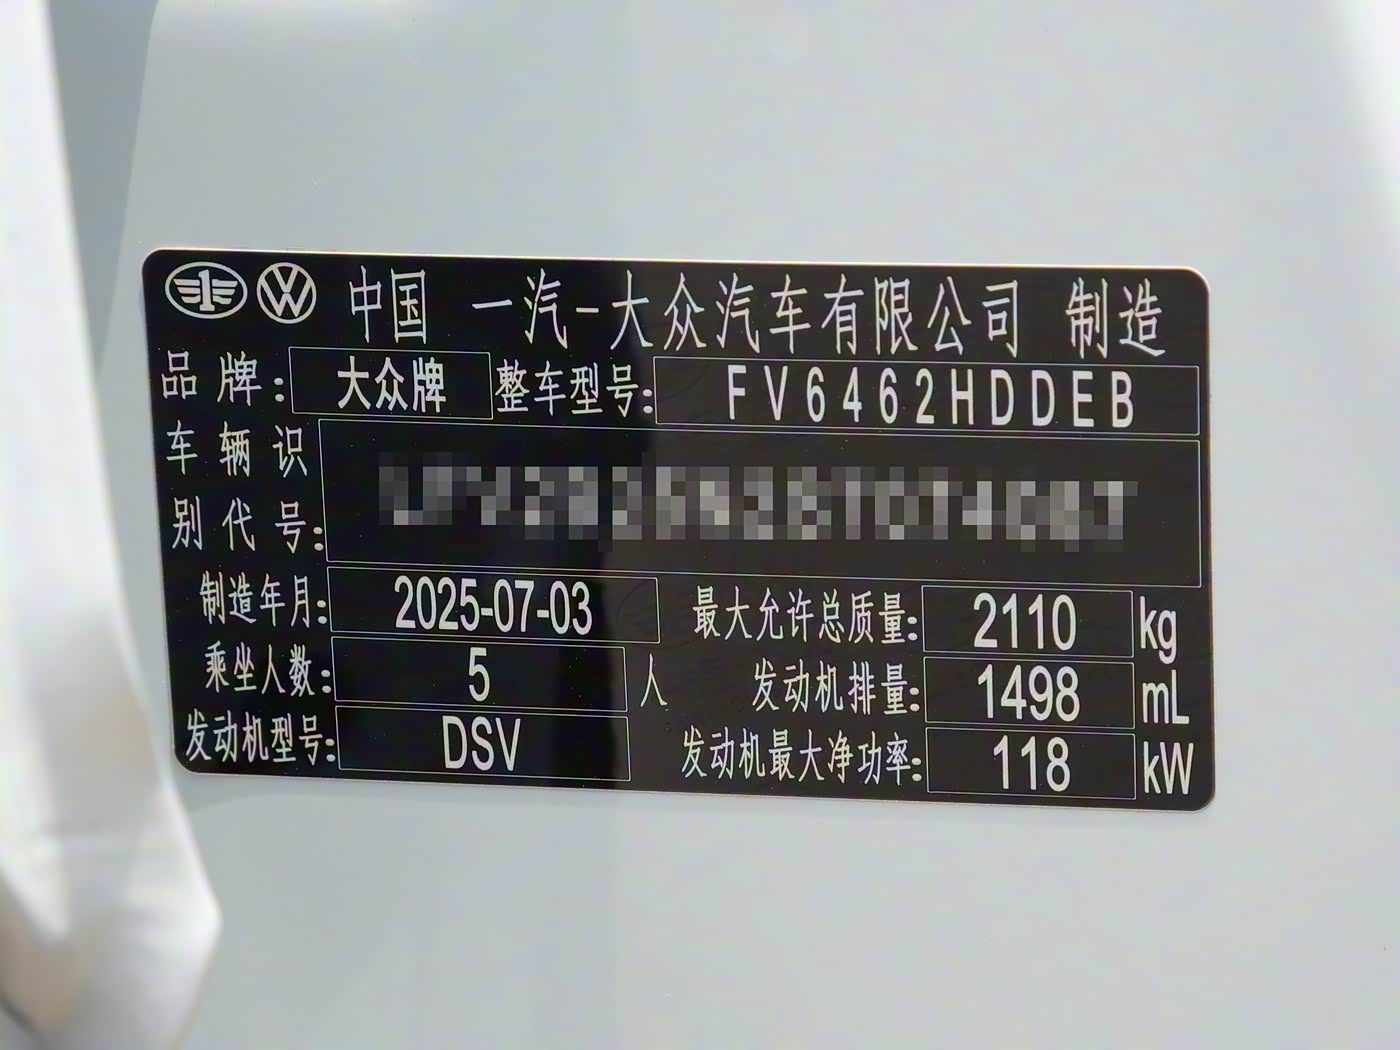 中国 一汽-大众汽车有限公司 制造
品牌: 大众牌 整车型号: FV6462HDDEB
车辆识
别代号:
制造年月: 2025-07-03 最大允许总质量: 2110 kg
乘坐人数: 5 人 发动机排量: 1498 mL
发动机型号: DSV 发动机最大净功率: 118 kW